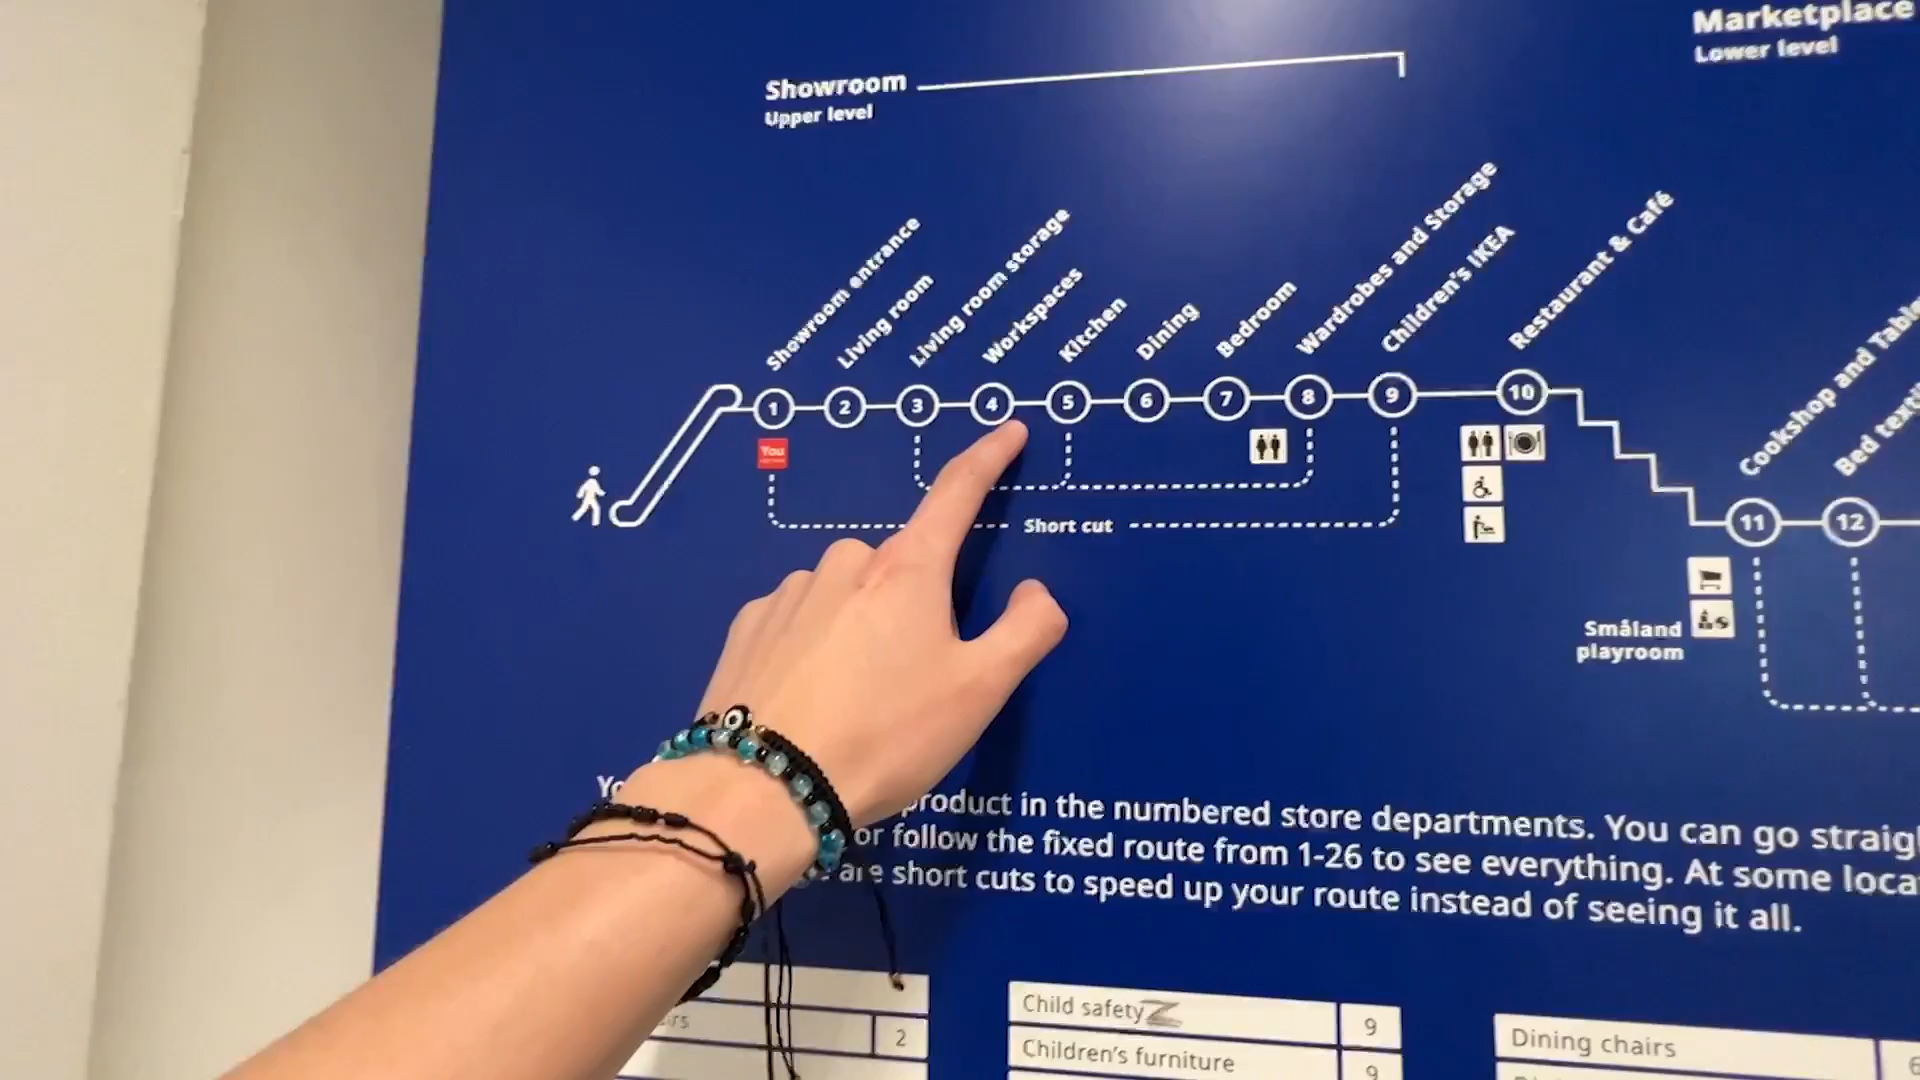 Marketplace
Lower level
Showroom
Upper level
Showroom entrance
Living room
Living room storage
Workspaces
Kitchen
Dining
Bedroom
Wardrobes and Storage
Children's IKEA
Restaurant & Café
Cookshop and
Bed
1 2 3 4 5 6 7 8 9 10
You
Short cut
11 12
Småland
playroom
product in the numbered store departments. You can go
or follow the fixed route from 1-26 to see everything. At some
are short cuts to speed up your route instead of seeing it all.
2
Child safety 9
Children's furniture 9
Dining chairs 6